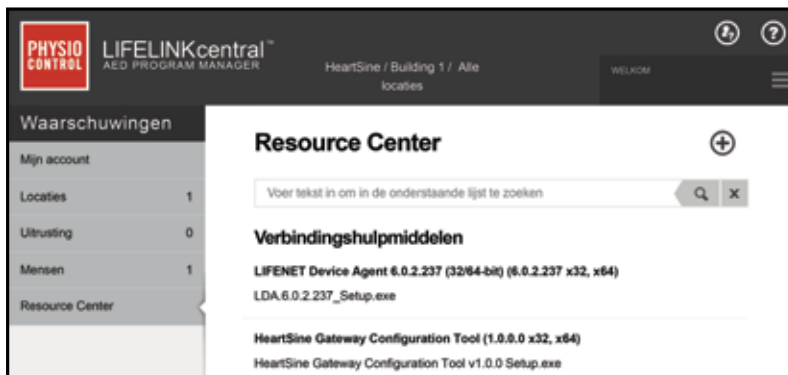 PHYSIO
CONTROL
LIFELINKcentral™
AED PROGRAM MANAGER
HeartSine / Building 1 / Alle
locaties
WELKOM
Waarschuwingen
Mijn account
Locaties 1
Uitrusting 0
Mensen 1
Resource Center
Resource Center
Voer tekst in om in de onderstaande lijst te zoeken
Verbindingshulpmiddelen
LIFENET Device Agent 6.0.2.237 (32/64-bit) (6.0.2.237 x32, x64)
LDA.6.0.2.237_Setup.exe
HeartSine Gateway Configuration Tool (1.0.0.0 x32, x64)
HeartSine Gateway Configuration Tool v1.0.0 Setup.exe